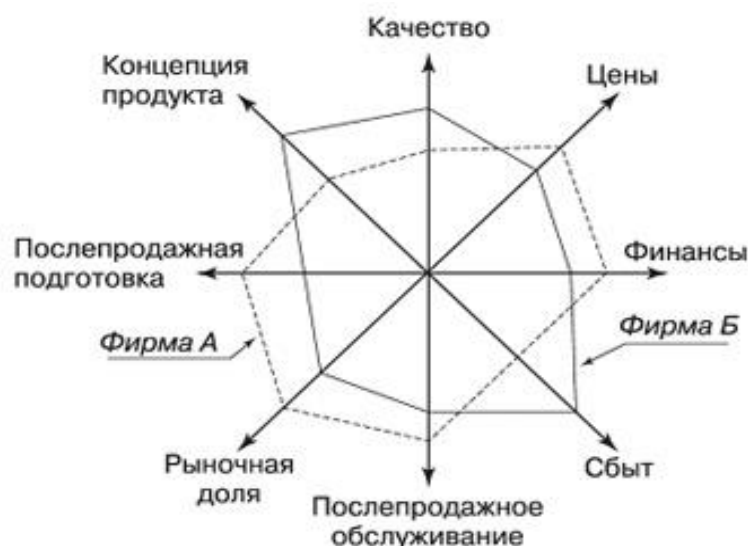 Качество
Концепция
продукта
Цены
Послепродажная
подготовка
Финансы
Фирма А
Фирма Б
Рыночная
доля
Сбыт
Послепродажное
обслуживание